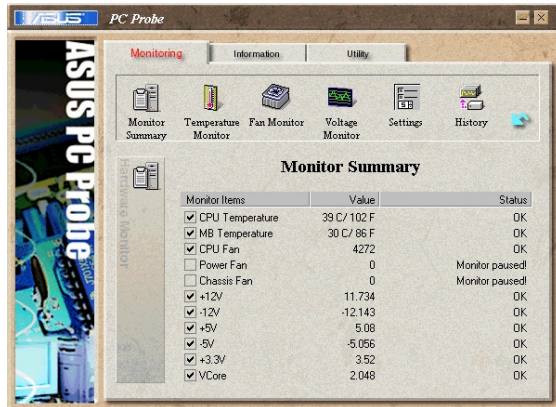 ASUS PC Probe
Monitoring Information Utility
Monitor Summary
Temperature Monitor
Fan Monitor
Voltage Monitor
Settings
History
ASUS PC Probe
Hardware Monitor
Monitor Summary
Monitor Items Value Status
CPU Temperature 39 C/ 102 F OK
MB Temperature 30 C/ 86 F OK
CPU Fan 4272 OK
Power Fan 0 Monitor paused!
Chassis Fan 0 Monitor paused!
+12V 11.734 OK
-12V -12.143 OK
+5V 5.08 OK
-5V -5.056 OK
+3.3V 3.52 OK
VCore 2.048 OK